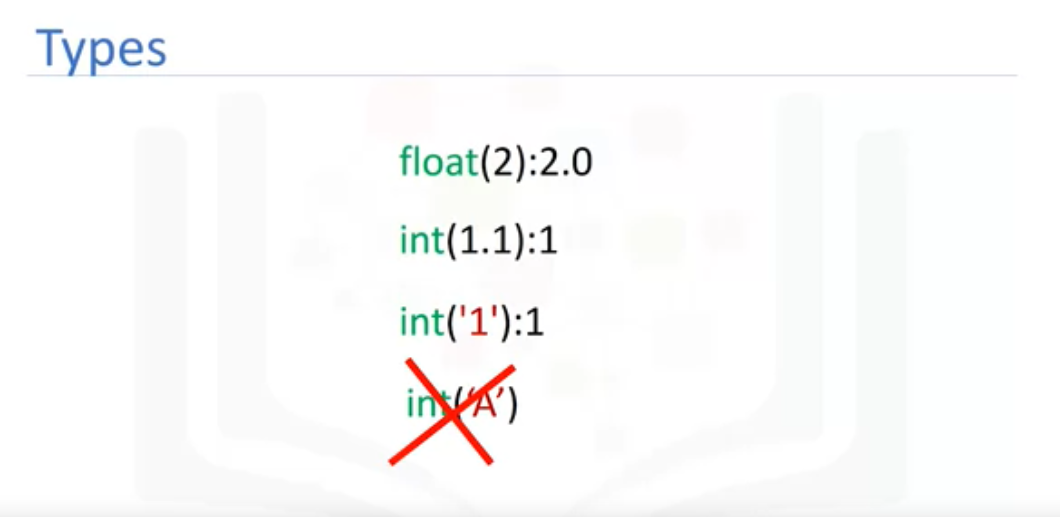 Types
float(2):2.0
int(1.1):1
int('1'):1
int(‘A’)